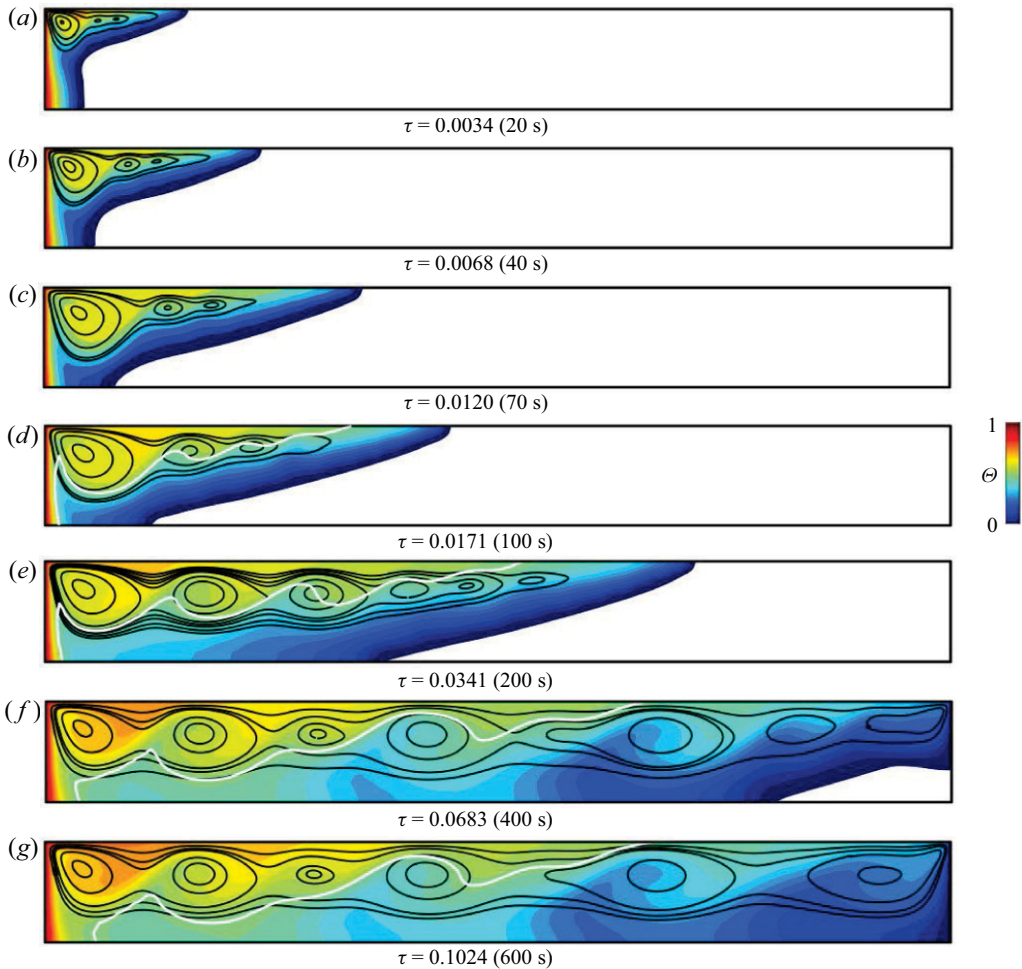 (a)
τ = 0.0034 (20 s)
(b)
τ = 0.0068 (40 s)
(c)
τ = 0.0120 (70 s)
(d)
1
Θ
0
τ = 0.0171 (100 s)
(e)
τ = 0.0341 (200 s)
(f)
τ = 0.0683 (400 s)
(g)
τ = 0.1024 (600 s)